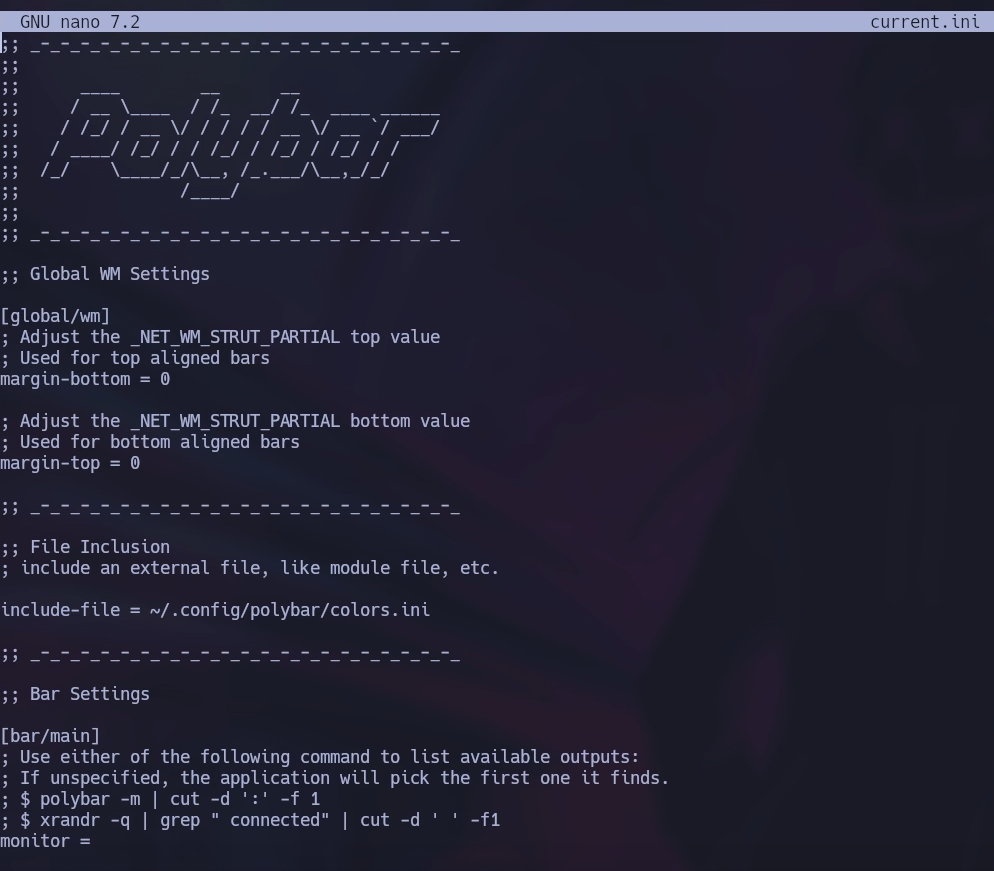 GNU nano 7.2 current.ini
;; _-_-_-_-_-_-_-_-_-_-_-_-_-_-_-_-_-_-_-_-_-_
;;
;;      ____        __      __
;;     / __ \____  / /_  __/ /_  ____ ______
;;    / /_/ / __ \/ / / / / __ \/ __ `/ ___/
;;   / ____/ /_/ / / /_/ / /_/ / /_/ / /
;;  /_/    \____/_/\__, /_.___/\__,_/_/
;;                /____/
;;
;; _-_-_-_-_-_-_-_-_-_-_-_-_-_-_-_-_-_-_-_-_-_
;; Global WM Settings
[global/wm]
; Adjust the _NET_WM_STRUT_PARTIAL top value
; Used for top aligned bars
margin-bottom = 0
; Adjust the _NET_WM_STRUT_PARTIAL bottom value
; Used for bottom aligned bars
margin-top = 0
;; _-_-_-_-_-_-_-_-_-_-_-_-_-_-_-_-_-_-_-_-_-_
;; File Inclusion
; include an external file, like module file, etc.
include-file = ~/.config/polybar/colors.ini
;; _-_-_-_-_-_-_-_-_-_-_-_-_-_-_-_-_-_-_-_-_-_
;; Bar Settings
[bar/main]
; Use either of the following command to list available outputs:
; If unspecified, the application will pick the first one it finds.
; $ polybar -m | cut -d ':' -f 1
; $ xrandr -q | grep " connected" | cut -d ' ' -f1
monitor =